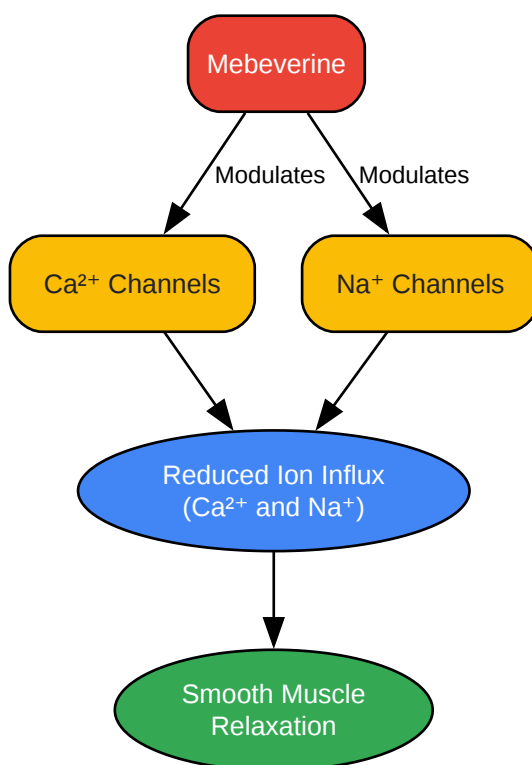 Mebeverine
Modulates
Modulates
Ca²⁺ Channels
Na⁺ Channels
Reduced Ion Influx
(Ca²⁺ and Na⁺)
Smooth Muscle
Relaxation